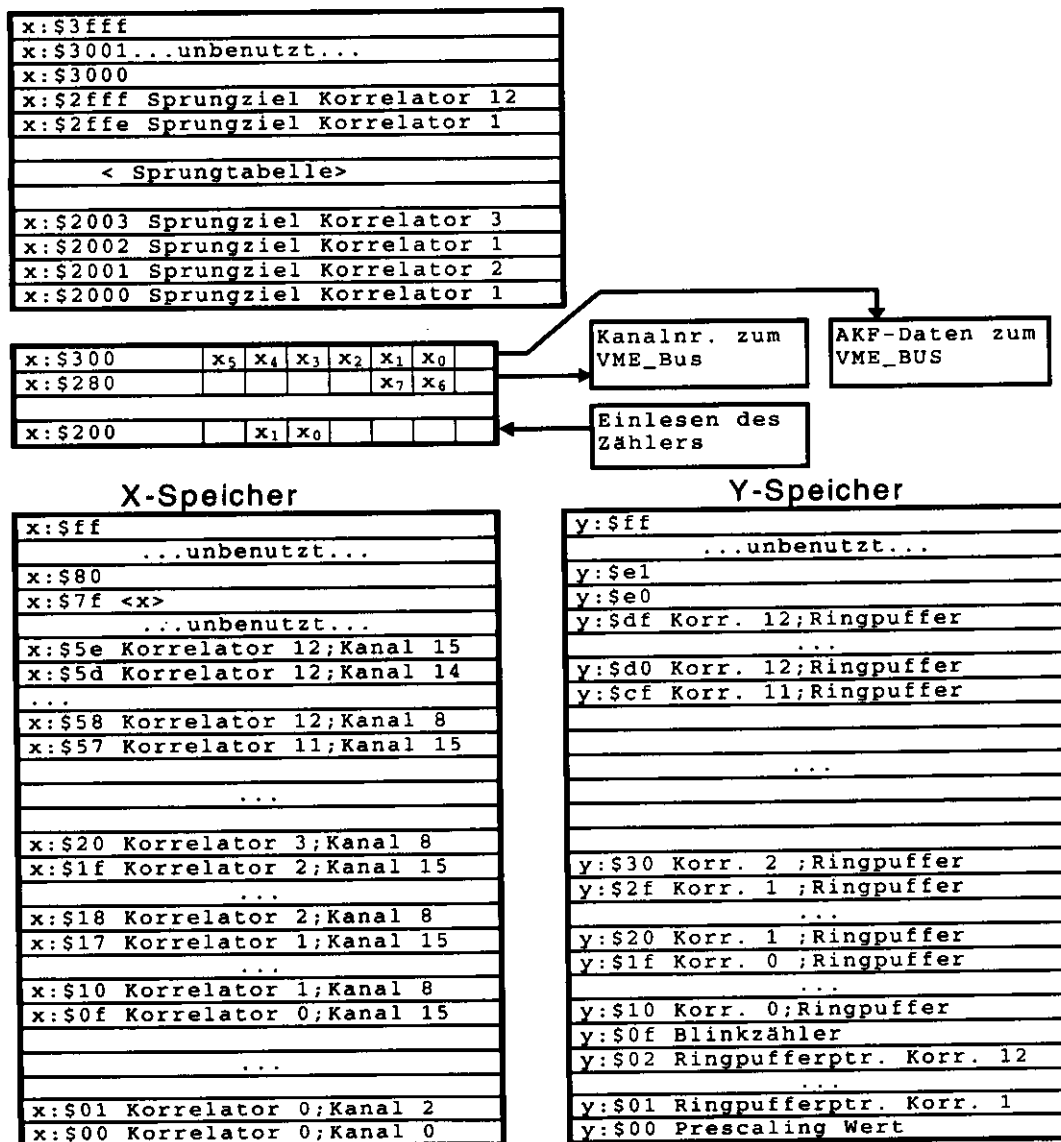 x:$3fff
x:$3001...unbenutzt...
x:$3000
x:$2fff Sprungziel Korrelator 12
x:$2ffe Sprungziel Korrelator 1
< Sprungtabelle>
x:$2003 Sprungziel Korrelator 3
x:$2002 Sprungziel Korrelator 1
x:$2001 Sprungziel Korrelator 2
x:$2000 Sprungziel Korrelator 1
x:$300 x5 x4 x3 x2 x1 x0
x:$280 x7 x6
x:$200 x1 x0
Kanalnr. zum
VME_Bus
AKF-Daten zum
VME_BUS
Einlesen des
Zählers
X-Speicher
x:$ff
...unbenutzt...
x:$80
x:$7f <x>
...unbenutzt...
x:$5e Korrelator 12;Kanal 15
x:$5d Korrelator 12;Kanal 14
...
x:$58 Korrelator 12;Kanal 8
x:$57 Korrelator 11;Kanal 15
...
x:$20 Korrelator 3;Kanal 8
x:$1f Korrelator 2;Kanal 15
...
x:$18 Korrelator 2;Kanal 8
x:$17 Korrelator 1;Kanal 15
...
x:$10 Korrelator 1;Kanal 8
x:$0f Korrelator 0;Kanal 15
...
x:$01 Korrelator 0;Kanal 2
x:$00 Korrelator 0;Kanal 0
Y-Speicher
y:$ff
...unbenutzt...
y:$e1
y:$e0
y:$df Korr. 12;Ringpuffer
...
y:$d0 Korr. 12;Ringpuffer
y:$cf Korr. 11;Ringpuffer
...
y:$30 Korr. 2 ;Ringpuffer
y:$2f Korr. 1 ;Ringpuffer
...
y:$20 Korr. 1 ;Ringpuffer
y:$1f Korr. 0 ;Ringpuffer
...
y:$10 Korr. 0;Ringpuffer
y:$0f Blinkzähler
y:$02 Ringpufferptr. Korr. 12
...
y:$01 Ringpufferptr. Korr. 1
y:$00 Prescaling Wert